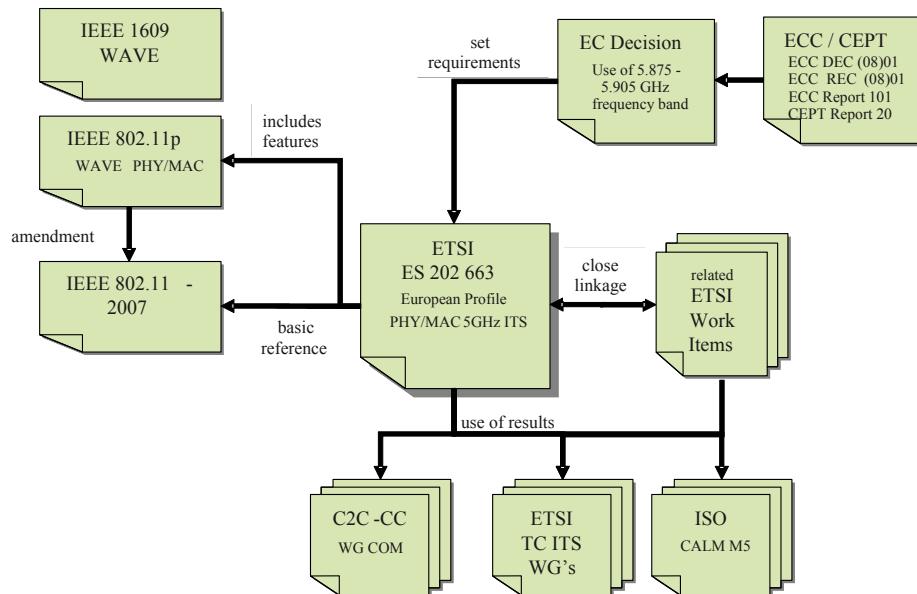 IEEE 1609
WAVE
set
requirements
EC Decision
Use of 5.875 -
5.905 GHz
frequency band
ECC / CEPT
ECC DEC (08)01
ECC REC (08)01
ECC Report 101
CEPT Report 20
includes
features
IEEE 802.11p
WAVE PHY/MAC
amendment
IEEE 802.11 -
2007
basic
reference
ETSI
ES 202 663
European Profile
PHY/MAC 5GHz ITS
close
linkage
related
ETSI
Work
Items
use of results
C2C -CC
WG COM
ETSI
TC ITS
WG's
ISO
CALM M5